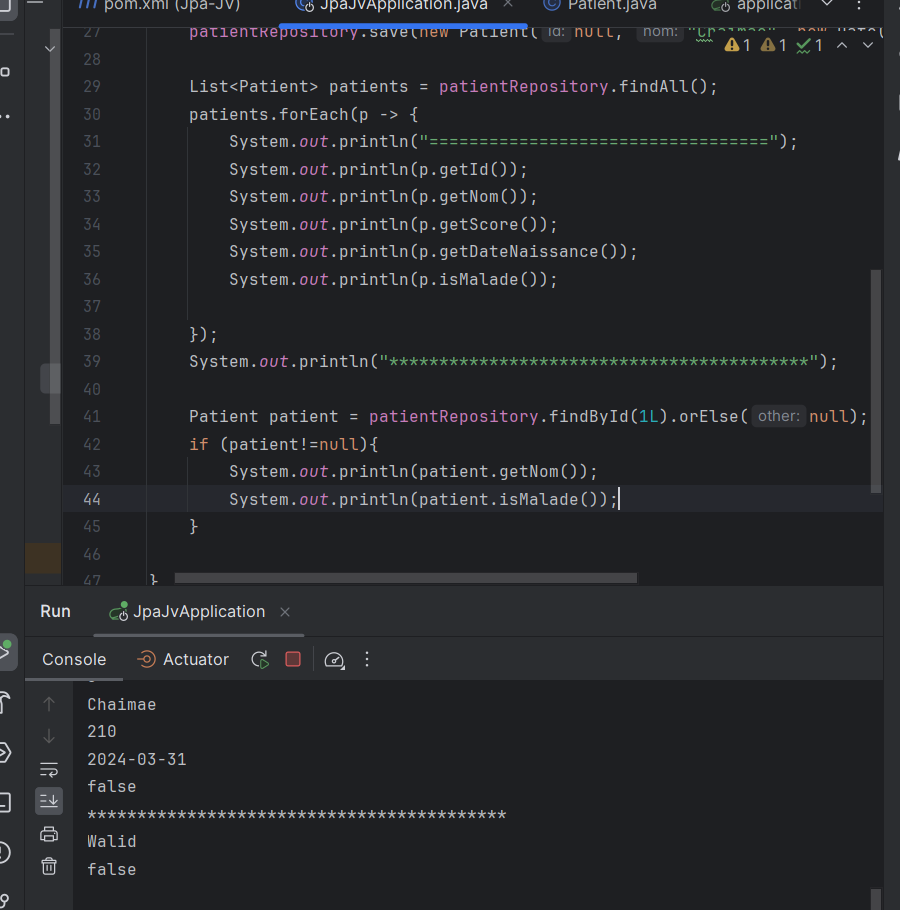 pom.xml (Jpa-JV)
JpaJvApplication.java
Patient.java
applicati
27 patientRepository.save(new Patient( id: null, nom: "Chaimae", new Date(
1 1 1
28
29 List<Patient> patients = patientRepository.findAll();
30 patients.forEach(p -> {
31 System.out.println("==================================");
32 System.out.println(p.getId());
33 System.out.println(p.getNom());
34 System.out.println(p.getScore());
35 System.out.println(p.getDateNaissance());
36 System.out.println(p.isMalade());
37
38 });
39 System.out.println("******************************************");
40
41 Patient patient = patientRepository.findById(1L).orElse( other: null);
42 if (patient!=null){
43 System.out.println(patient.getNom());
44 System.out.println(patient.isMalade());
45 }
46
47 }
Run
JpaJvApplication
Console
Actuator
Chaimae
210
2024-03-31
false
******************************************
Walid
false